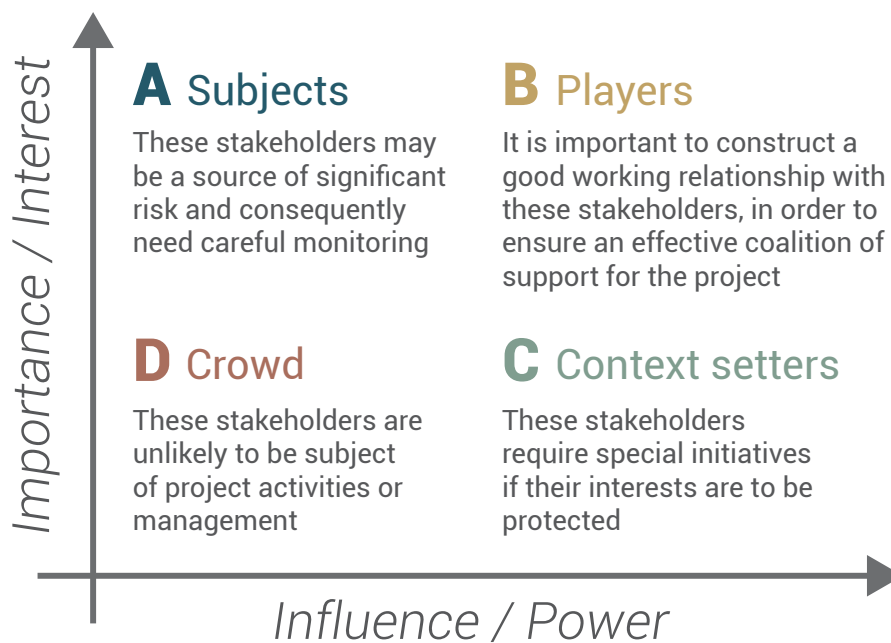 Importance / Interest
A Subjects
These stakeholders may
be a source of significant
risk and consequently
need careful monitoring
B Players
It is important to construct a
good working relationship with
these stakeholders, in order to
ensure an effective coalition of
support for the project
D Crowd
These stakeholders are
unlikely to be subject
of project activities or
management
C Context setters
These stakeholders
require special initiatives
if their interests are to be
protected
Influence / Power